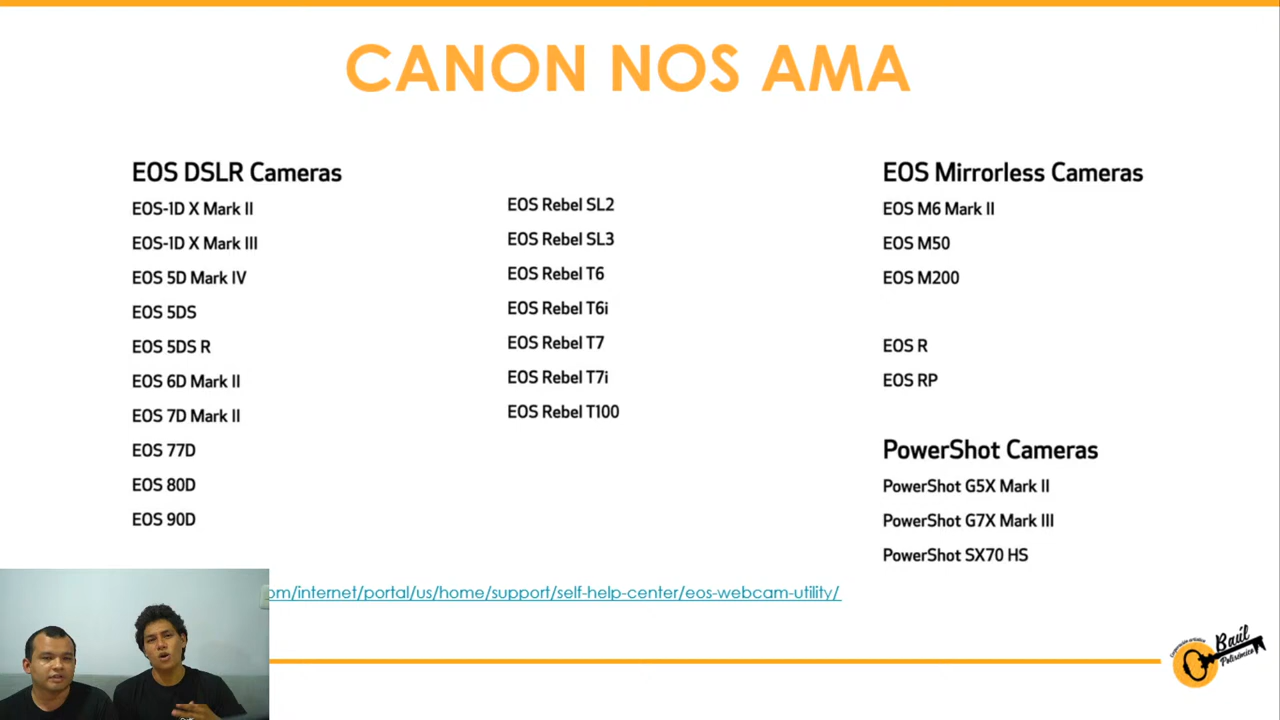 CANON NOS AMA
EOS DSLR Cameras
EOS-1D X Mark II
EOS-1D X Mark III
EOS 5D Mark IV
EOS 5DS
EOS 5DS R
EOS 6D Mark II
EOS 7D Mark II
EOS 77D
EOS 80D
EOS 90D
EOS Rebel SL2
EOS Rebel SL3
EOS Rebel T6
EOS Rebel T6i
EOS Rebel T7
EOS Rebel T7i
EOS Rebel T100
EOS Mirrorless Cameras
EOS M6 Mark II
EOS M50
EOS M200
EOS R
EOS RP
PowerShot Cameras
PowerShot G5X Mark II
PowerShot G7X Mark III
PowerShot SX70 HS
om/internet/portal/us/home/support/self-help-center/eos-webcam-utility/
Corporación artística
Baúl
Polisémico